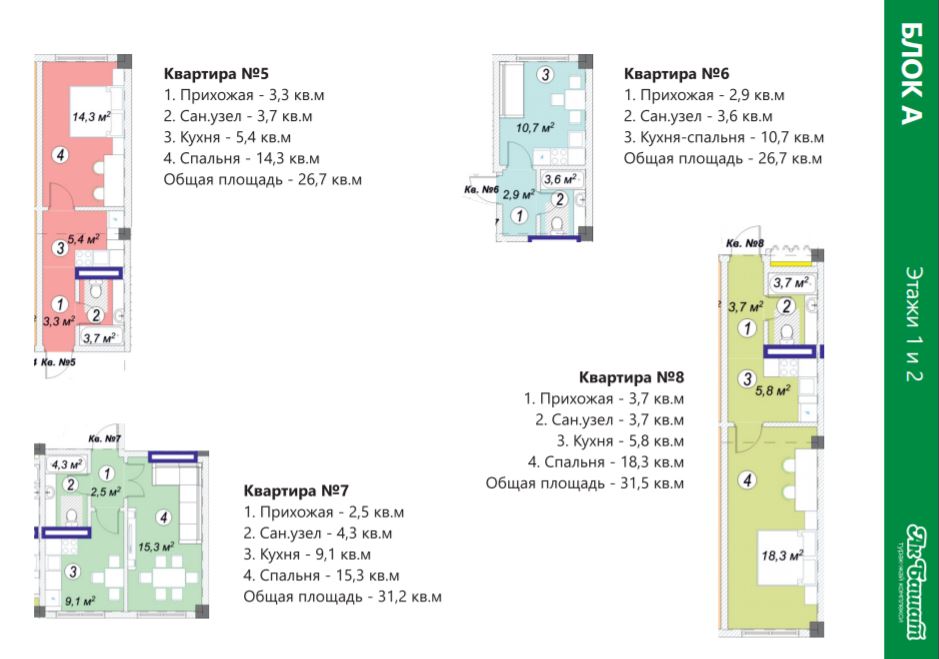 Квартира №5
1. Прихожая - 3,3 кв.м
2. Сан.узел - 3,7 кв.м
3. Кухня - 5,4 кв.м
4. Спальня - 14,3 кв.м
Общая площадь - 26,7 кв.м
14,3 м²
4
5,4 м²
3
1
3,3 м²
2
3,7 м²
Кв. №5
Квартира №6
1. Прихожая - 2,9 кв.м
2. Сан.узел - 3,6 кв.м
3. Кухня-спальня - 10,7 кв.м
Общая площадь - 26,7 кв.м
3
10,7 м²
3,6 м²
Кв. №6
2,9 м²
2
1
7
Кв. №8
3,7 м²
3,7 м²
2
1
3
5,8 м²
4
18,3 м²
Квартира №8
1. Прихожая - 3,7 кв.м
2. Сан.узел - 3,7 кв.м
3. Кухня - 5,8 кв.м
4. Спальня - 18,3 кв.м
Общая площадь - 31,5 кв.м
Кв. №7
4,3 м²
1
2
2,5 м²
4
15,3 м²
3
9,1 м²
Квартира №7
1. Прихожая - 2,5 кв.м
2. Сан.узел - 4,3 кв.м
3. Кухня - 9,1 кв.м
4. Спальня - 15,3 кв.м
Общая площадь - 31,2 кв.м
БЛОК А
Этажи 1 и 2
Ак-Башат
турак-жай комплекси